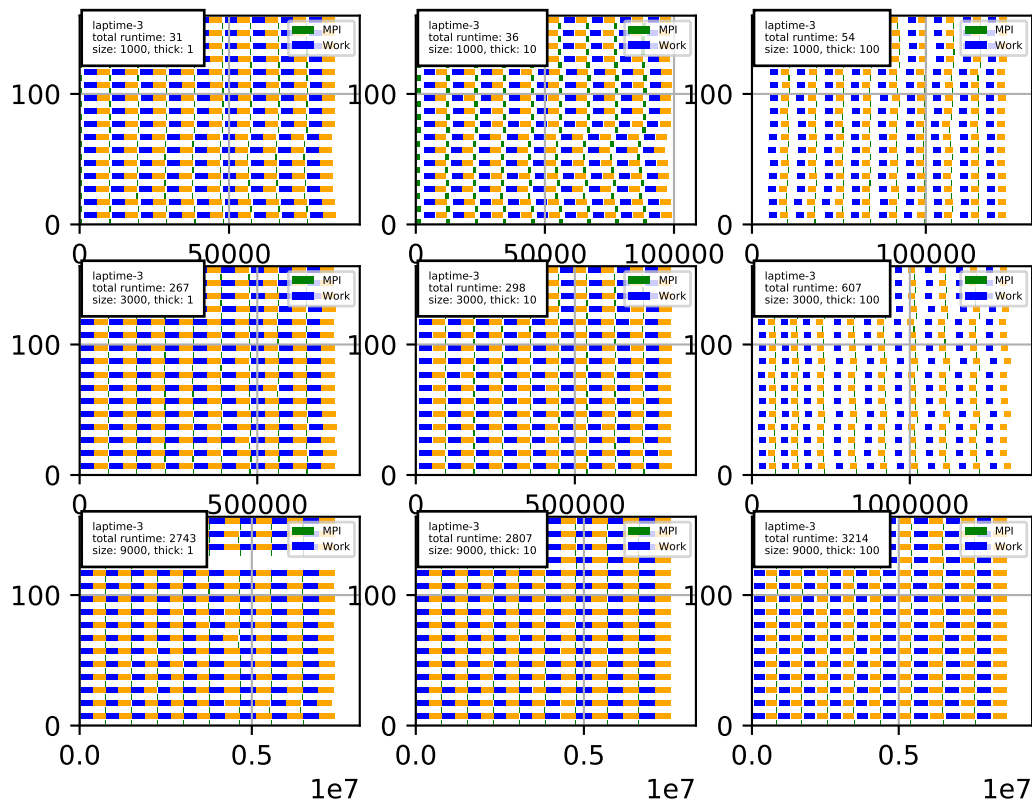 laptime-3
total runtime: 31
size: 1000, thick: 1
MPI
Work
100
0
0
50000
laptime-3
total runtime: 36
size: 1000, thick: 10
MPI
Work
100
0
0
50000
100000
laptime-3
total runtime: 54
size: 1000, thick: 100
MPI
Work
100
0
0
100000
laptime-3
total runtime: 267
size: 3000, thick: 1
MPI
Work
100
0
0
500000
laptime-3
total runtime: 298
size: 3000, thick: 10
MPI
Work
100
0
0
500000
laptime-3
total runtime: 607
size: 3000, thick: 100
MPI
Work
100
0
0
1000000
laptime-3
total runtime: 2743
size: 9000, thick: 1
MPI
Work
100
0
0.0
0.5
1e7
laptime-3
total runtime: 2807
size: 9000, thick: 10
MPI
Work
100
0
0.0
0.5
1e7
laptime-3
total runtime: 3214
size: 9000, thick: 100
MPI
Work
100
0
0.0
0.5
1e7